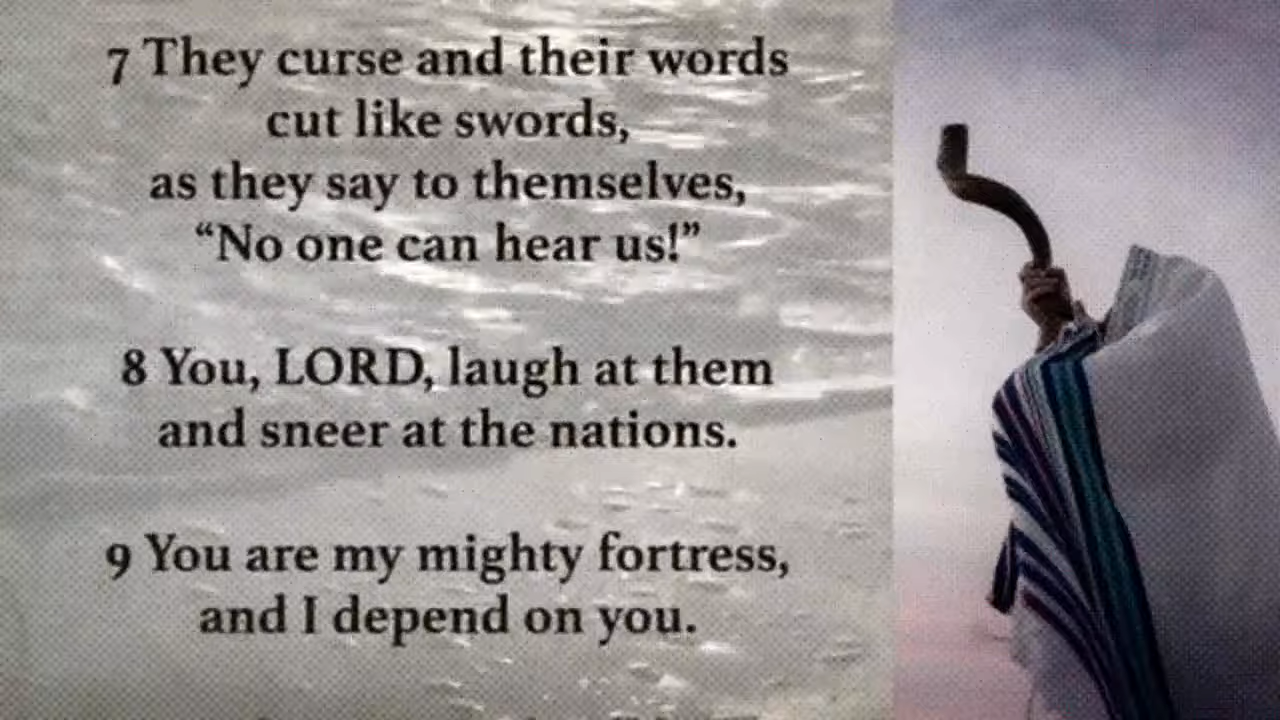 7 They curse and their words
cut like swords,
as they say to themselves,
“No one can hear us!”
8 You, LORD, laugh at them
and sneer at the nations.
9 You are my mighty fortress,
and I depend on you.